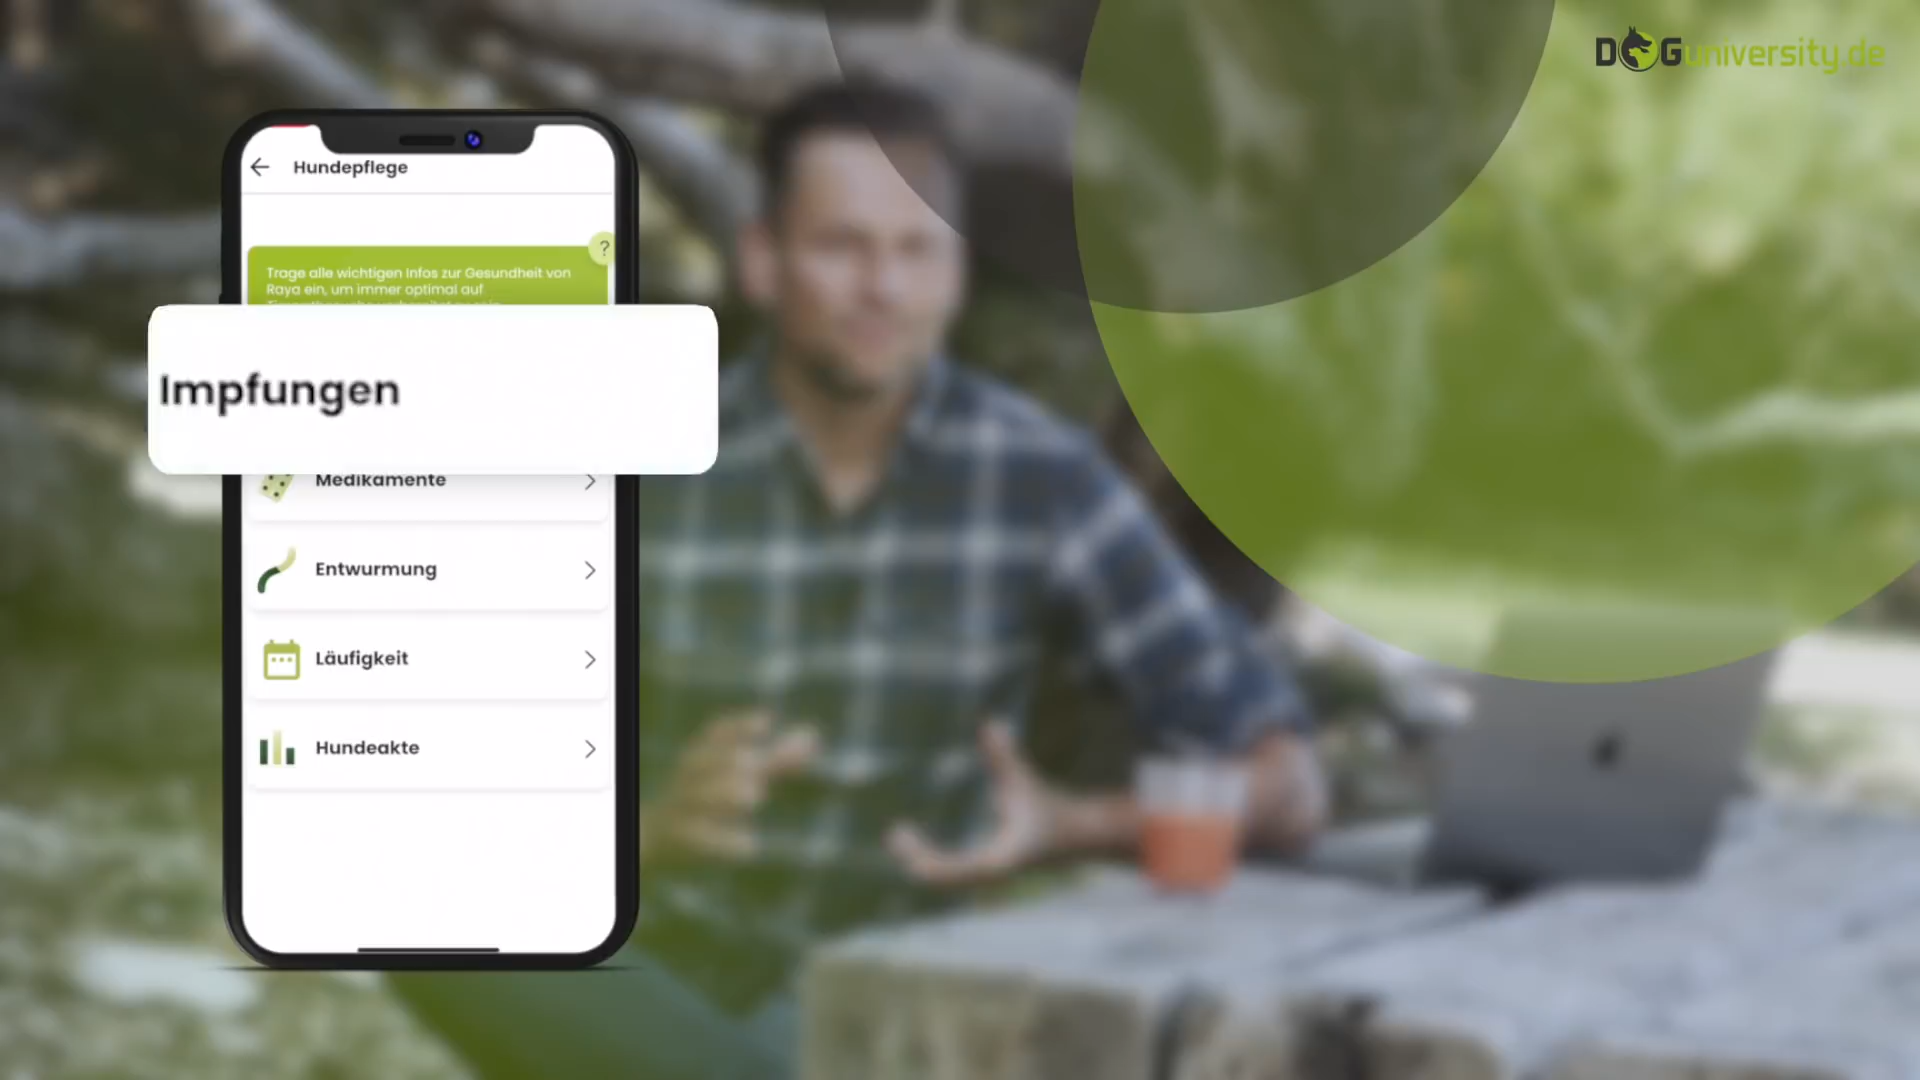 DOGuniversity.de
Hundepflege
?
Trage alle wichtigen Infos zur Gesundheit von
Raya ein, um immer optimal auf
Impfungen
Medikamente
Entwurmung
Läufigkeit
Hundeakte